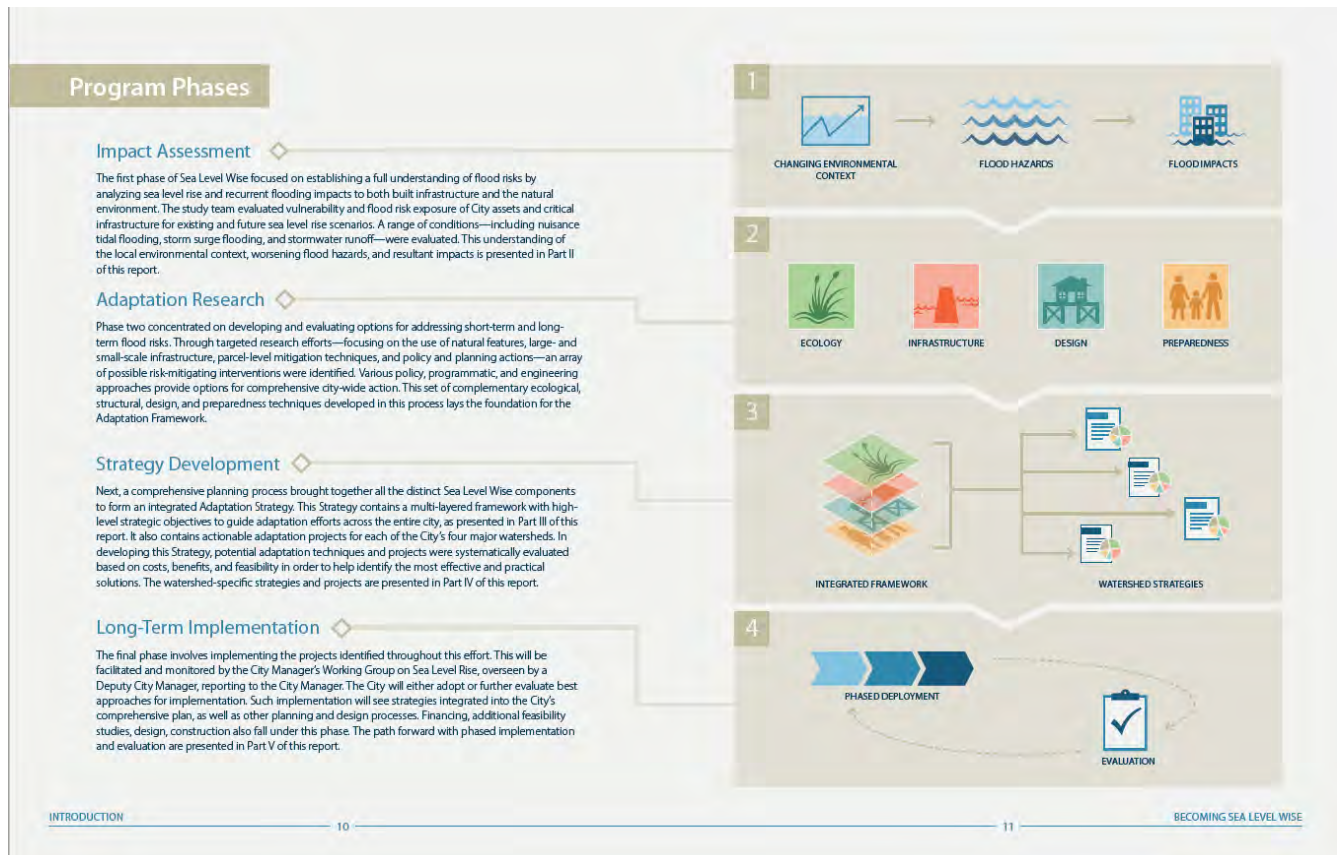 Program Phases
Impact Assessment
The first phase of Sea Level Wise focused on establishing a full understanding of flood risks by
analyzing sea level rise and recurrent flooding impacts to both built infrastructure and the natural
environment. The study team evaluated vulnerability and flood risk exposure of City assets and critical
infrastructure for existing and future sea level rise scenarios. A range of conditions—including nuisance
tidal flooding, storm surge flooding, and stormwater runoff—were evaluated. This understanding of
the local environmental context, worsening flood hazards, and resultant impacts is presented in Part II
of this report.
Adaptation Research
Phase two concentrated on developing and evaluating options for addressing short-term and long-
term flood risks. Through targeted research efforts—focusing on the use of natural features, large- and
small-scale infrastructure, parcel-level mitigation techniques, and policy and planning actions—an array
of possible risk-mitigating interventions were identified. Various policy, programmatic, and engineering
approaches provide options for comprehensive city-wide action. This set of complementary ecological,
structural, design, and preparedness techniques developed in this process lays the foundation for the
Adaptation Framework.
Strategy Development
Next, a comprehensive planning process brought together all the distinct Sea Level Wise components
to form an integrated Adaptation Strategy. This Strategy contains a multi-layered framework with high-
level strategic objectives to guide adaptation efforts across the entire city, as presented in Part III of this
report. It also contains actionable adaptation projects for each of the City's four major watersheds. In
developing this Strategy, potential adaptation techniques and projects were systematically evaluated
based on costs, benefits, and feasibility in order to help identify the most effective and practical
solutions. The watershed-specific strategies and projects are presented in Part IV of this report.
Long-Term Implementation
The final phase involves implementing the projects identified throughout this effort. This will be
facilitated and monitored by the City Manager's Working Group on Sea Level Rise, overseen by a
Deputy City Manager, reporting to the City Manager. The City will either adopt or further evaluate best
approaches for implementation. Such implementation will see strategies integrated into the City's
comprehensive plan, as well as other planning and design processes. Financing, additional feasibility
studies, design, construction also fall under this phase. The path forward with phased implementation
and evaluation are presented in Part V of this report.
1
CHANGING ENVIRONMENTAL
CONTEXT
FLOOD HAZARDS
FLOOD IMPACTS
2
ECOLOGY
INFRASTRUCTURE
DESIGN
PREPAREDNESS
3
INTEGRATED FRAMEWORK
WATERSHED STRATEGIES
4
PHASED DEPLOYMENT
EVALUATION
INTRODUCTION
10
11
BECOMING SEA LEVEL WISE